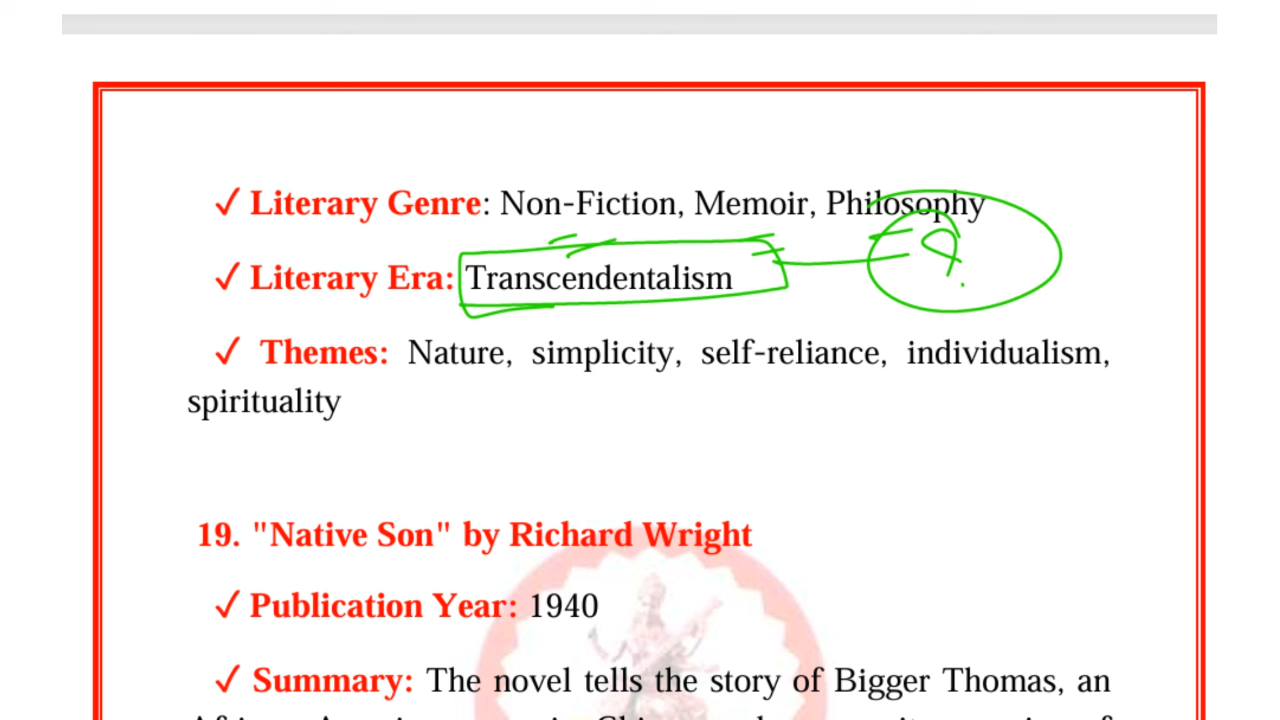 ✓ Literary Genre: Non-Fiction, Memoir, Philosophy
✓ Literary Era: Transcendentalism
?
✓ Themes: Nature, simplicity, self-reliance, individualism,
spirituality
19. "Native Son" by Richard Wright
✓ Publication Year: 1940
✓ Summary: The novel tells the story of Bigger Thomas, an